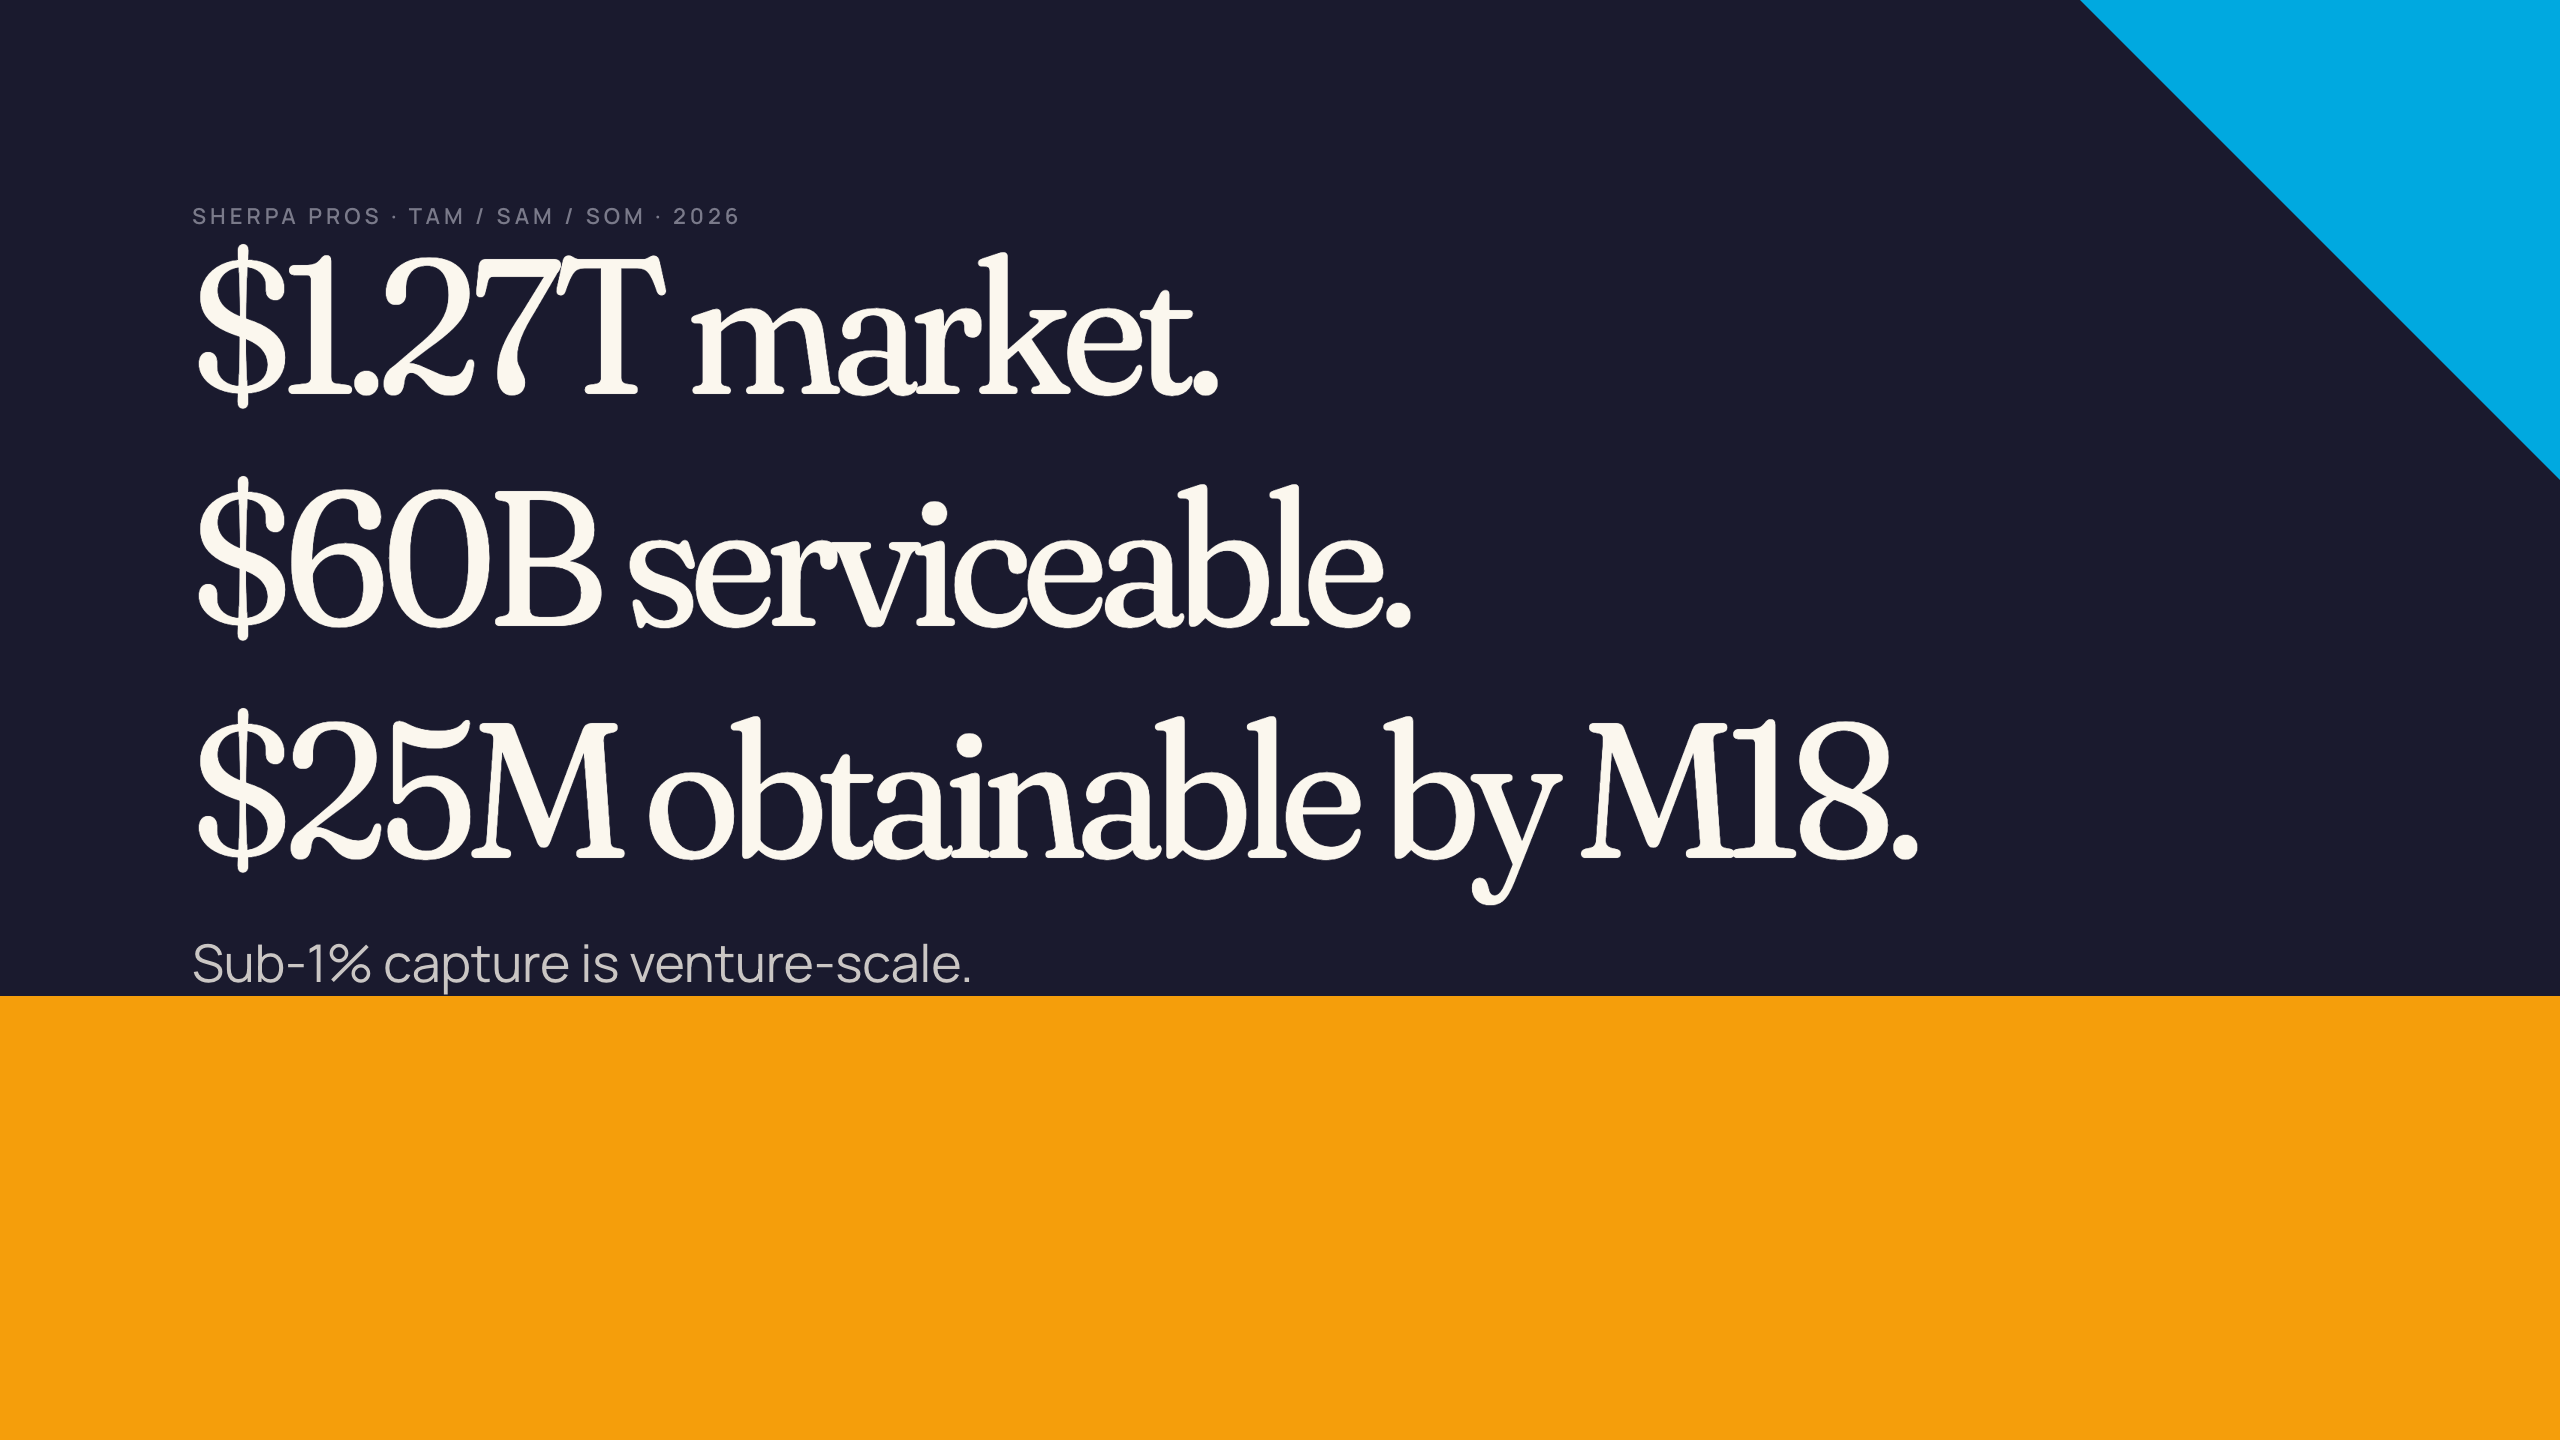 SHERPA PROS · TAM / SAM / SOM · 2026
$1.27T market.
$60B serviceable.
$25M obtainable by M18.
Sub-1% capture is venture-scale.